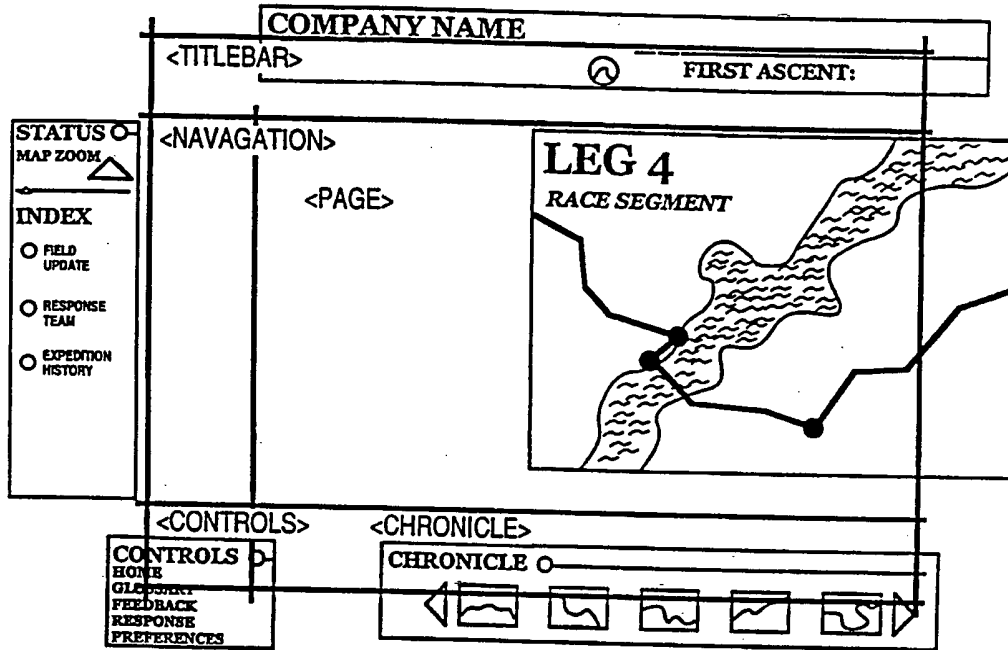 COMPANY NAME
<TITLEBAR>
FIRST ASCENT:
STATUS
MAP ZOOM
INDEX
FIELD
UPDATE
RESPONSE
TEAM
EXPEDITION
HISTORY
<NAVAGATION>
<PAGE>
LEG 4
RACE SEGMENT
<CONTROLS>
<CHRONICLE>
CONTROLS
HOME
GLOSSARY
FEEDBACK
RESPONSE
PREFERENCES
CHRONICLE